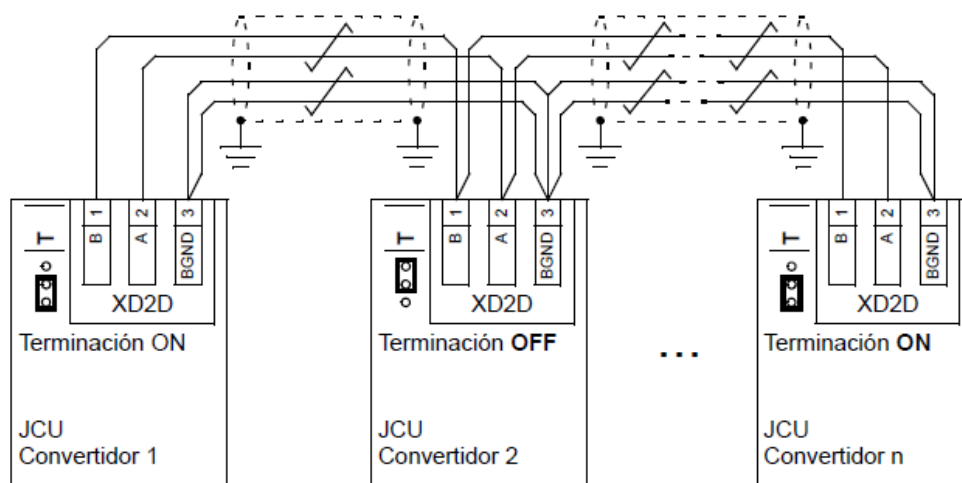 1 2 3
B A BGND
T
XD2D
Terminación ON
JCU
Convertidor 1
1 2 3
B A BGND
T
XD2D
Terminación OFF
JCU
Convertidor 2
...
1 2 3
B A BGND
T
XD2D
Terminación ON
JCU
Convertidor n